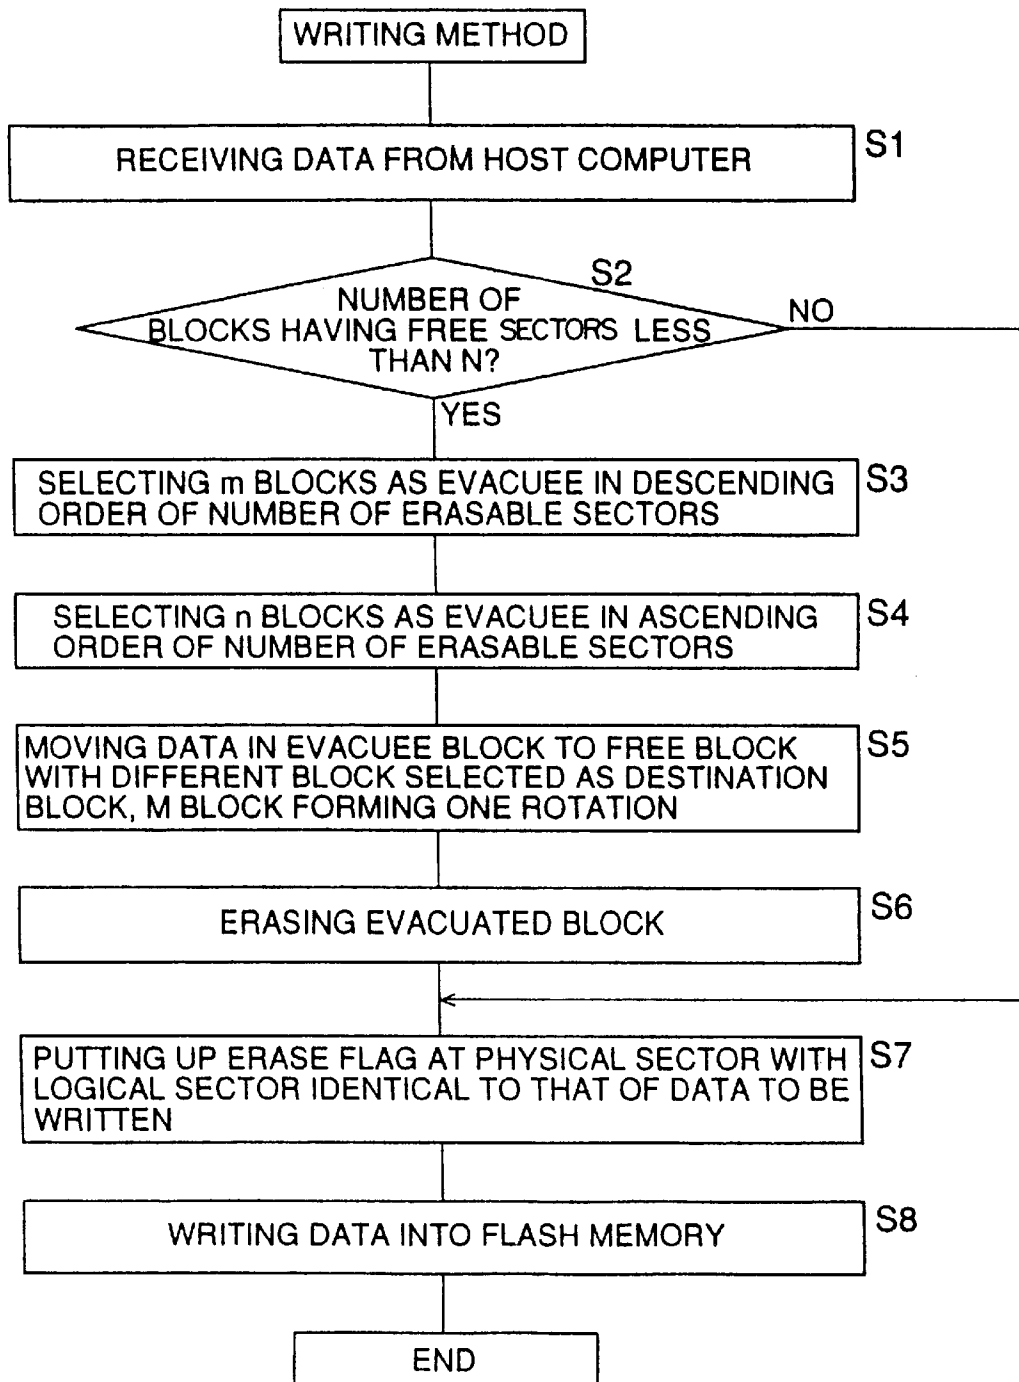 WRITING METHOD
RECEIVING DATA FROM HOST COMPUTER
S1
S2
NUMBER OF
BLOCKS HAVING FREE SECTORS LESS
THAN N?
NO
YES
SELECTING m BLOCKS AS EVACUEE IN DESCENDING
ORDER OF NUMBER OF ERASABLE SECTORS
S3
SELECTING n BLOCKS AS EVACUEE IN ASCENDING
ORDER OF NUMBER OF ERASABLE SECTORS
S4
MOVING DATA IN EVACUEE BLOCK TO FREE BLOCK
WITH DIFFERENT BLOCK SELECTED AS DESTINATION
BLOCK, M BLOCK FORMING ONE ROTATION
S5
ERASING EVACUATED BLOCK
S6
PUTTING UP ERASE FLAG AT PHYSICAL SECTOR WITH
LOGICAL SECTOR IDENTICAL TO THAT OF DATA TO BE
WRITTEN
S7
WRITING DATA INTO FLASH MEMORY
S8
END